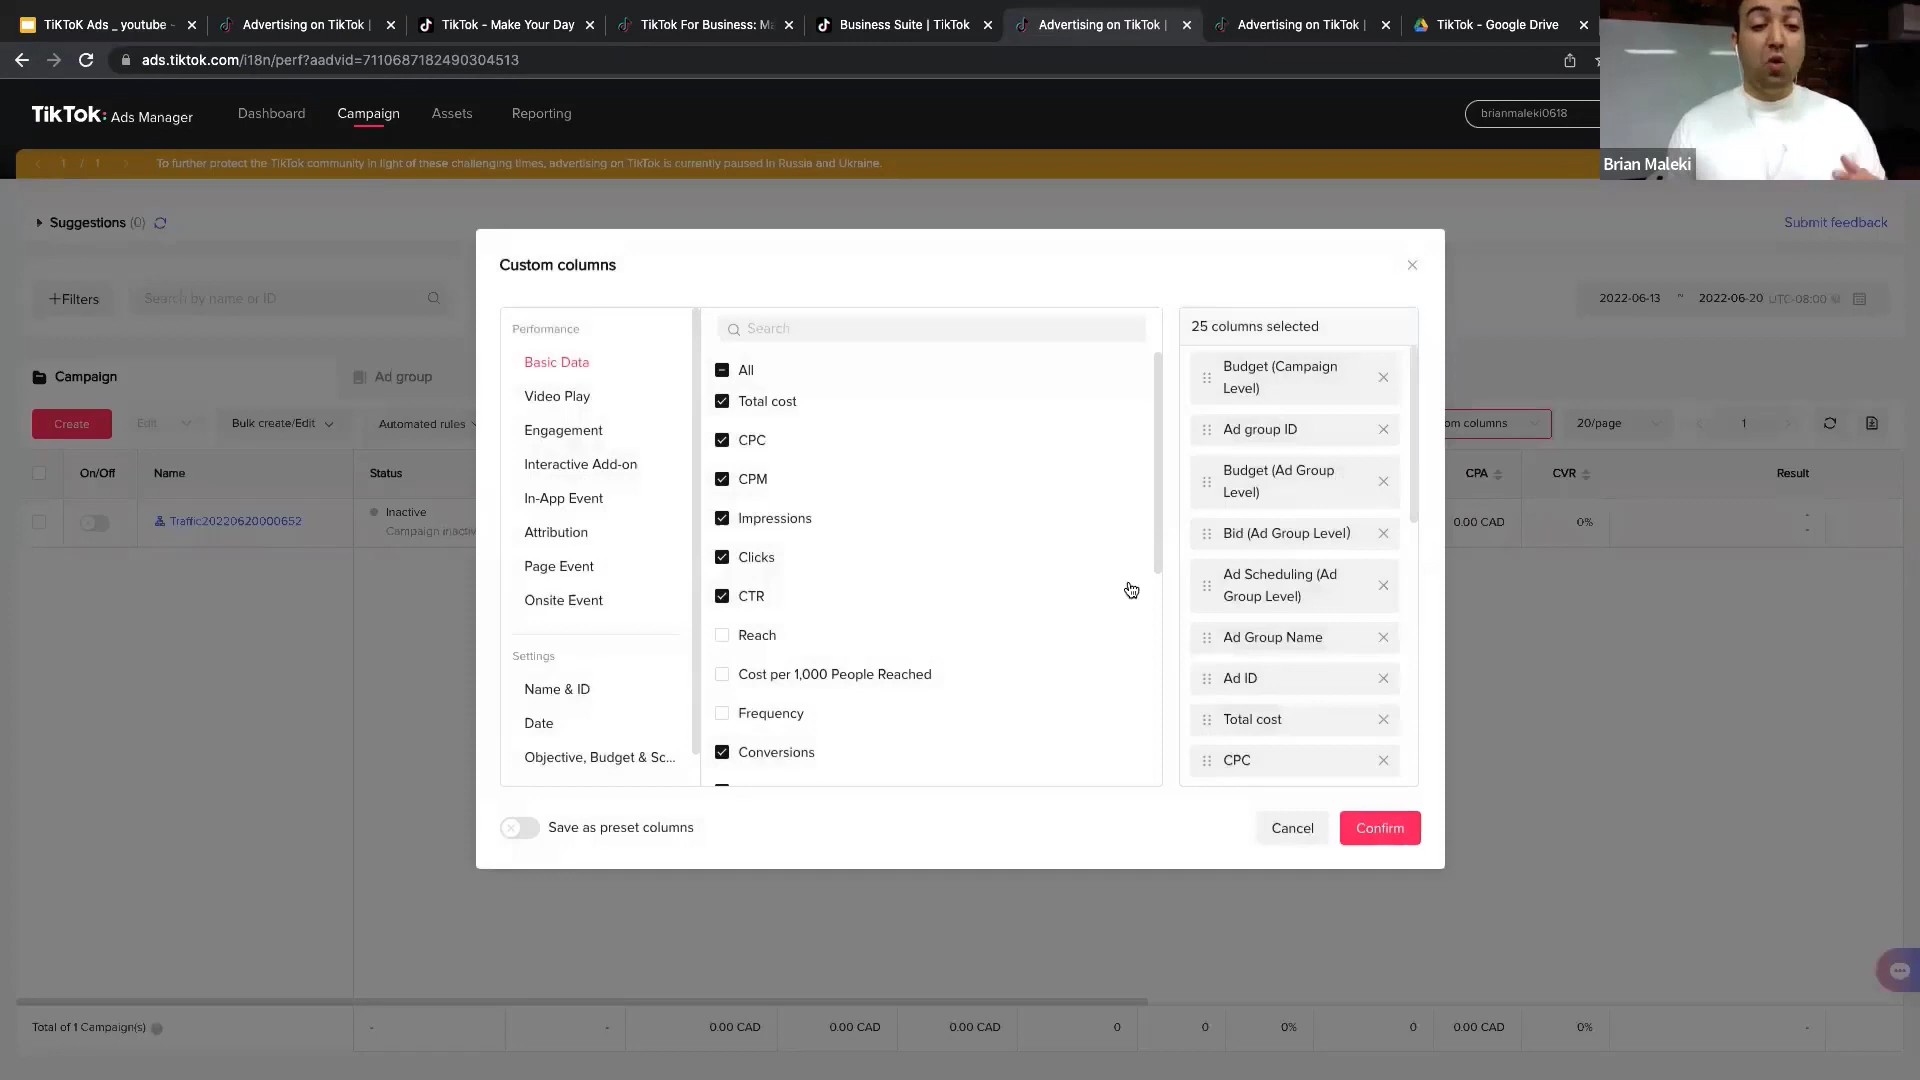 TiKToK Ads _ youtube -
Advertising on TikTok |
TikTok - Make Your Day
TikTok For Business: Ma
Business Suite | TikTok
Advertising on TikTok |
Advertising on TikTok |
TikTok - Google Drive
ads.tiktok.com/i18n/perf?aadvid=7110687182490304513
TikTok: Ads Manager
Dashboard
Campaign
Assets
Reporting
brianmaleki0618
Brian Maleki
1 / 1
To further protect the TikTok community in light of these challenging times, advertising on TikTok is currently paused in Russia and Ukraine.
Suggestions (0)
Submit feedback
+Filters
Search by name or ID
2022-06-13 ~ 2022-06-20 UTC-08:00
Campaign
Ad group
Create
Edit
Bulk create/Edit
Automated rules
om columns
20/page
1
On/Off
Name
Status
CPA
CVR
Result
Traffic20220620000652
Inactive
Campaign inactiv
0.00 CAD
0%
-
-
Custom columns
Performance
Basic Data
Video Play
Engagement
Interactive Add-on
In-App Event
Attribution
Page Event
Onsite Event
Settings
Name & ID
Date
Objective, Budget & Sc...
Search
All
Total cost
CPC
CPM
Impressions
Clicks
CTR
Reach
Cost per 1,000 People Reached
Frequency
Conversions
25 columns selected
Budget (Campaign
Level)
Ad group ID
Budget (Ad Group
Level)
Bid (Ad Group Level)
Ad Scheduling (Ad
Group Level)
Ad Group Name
Ad ID
Total cost
CPC
Save as preset columns
Cancel
Confirm
Total of 1 Campaign(s)
-
-
0.00 CAD
0.00 CAD
0.00 CAD
0
0
0%
0
0.00 CAD
0%
-